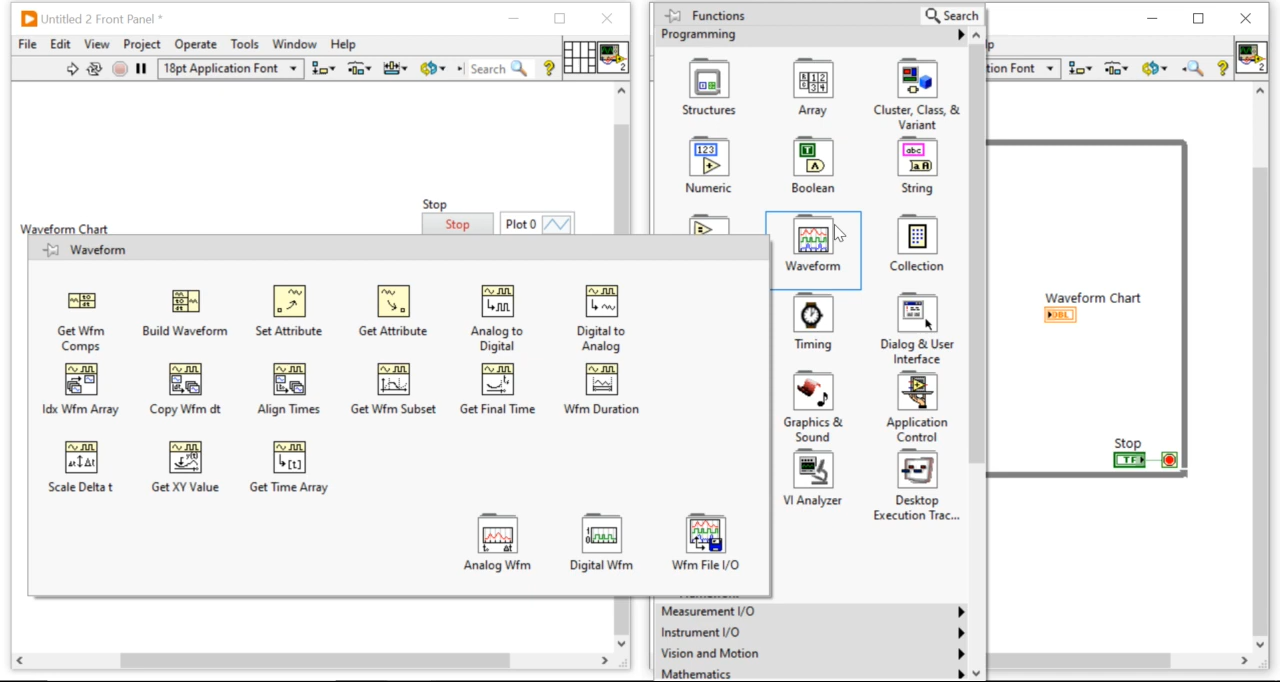 Untitled 2 Front Panel *
File Edit View Project Operate Tools Window Help
18pt Application Font
Search
2
Stop
Stop
Plot 0
Waveform Chart
Waveform
Get Wfm Comps
Build Waveform
Set Attribute
Get Attribute
Analog to Digital
Digital to Analog
Idx Wfm Array
Copy Wfm dt
Align Times
Get Wfm Subset
Get Final Time
Wfm Duration
Scale Delta t
Get XY Value
Get Time Array
Analog Wfm
Digital Wfm
Wfm File I/O
Functions
Search
Programming
Structures
Array
Cluster, Class, & Variant
Numeric
Boolean
String
Waveform
Collection
Timing
Dialog & User Interface
Graphics & Sound
Application Control
VI Analyzer
Desktop Execution Trac...
Measurement I/O
Instrument I/O
Vision and Motion
Mathematics
lp
tion Font
2
Waveform Chart
DBL
Stop
TF